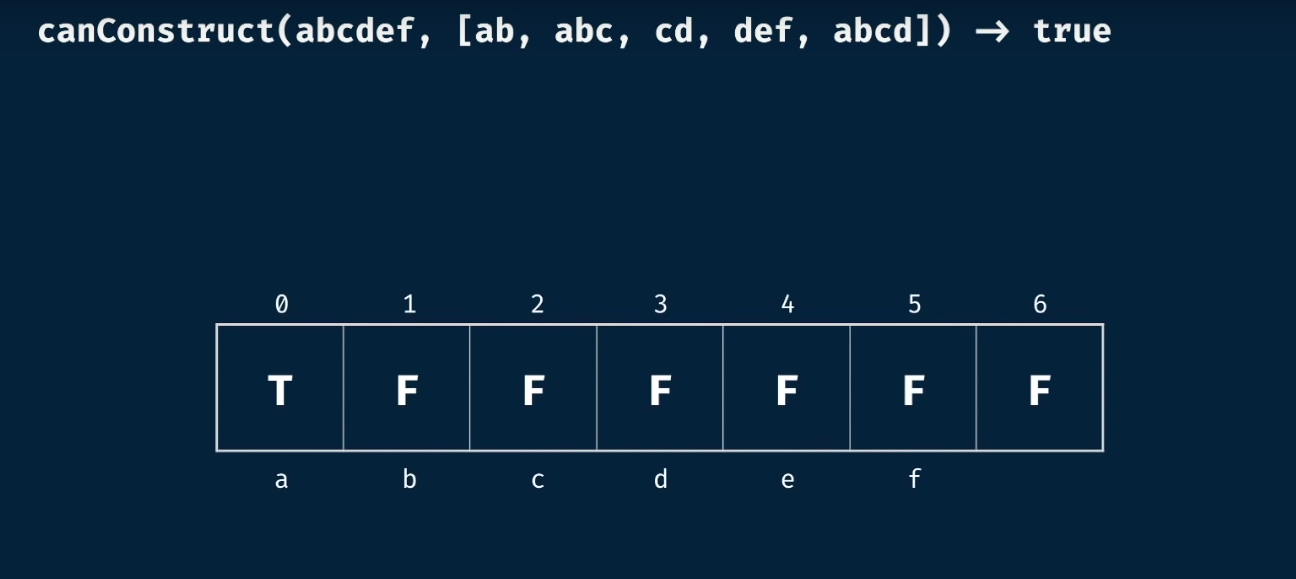 canConstruct(abcdef, [ab, abc, cd, def, abcd]) → true
0 1 2 3 4 5 6
T F F F F F F
a b c d e f